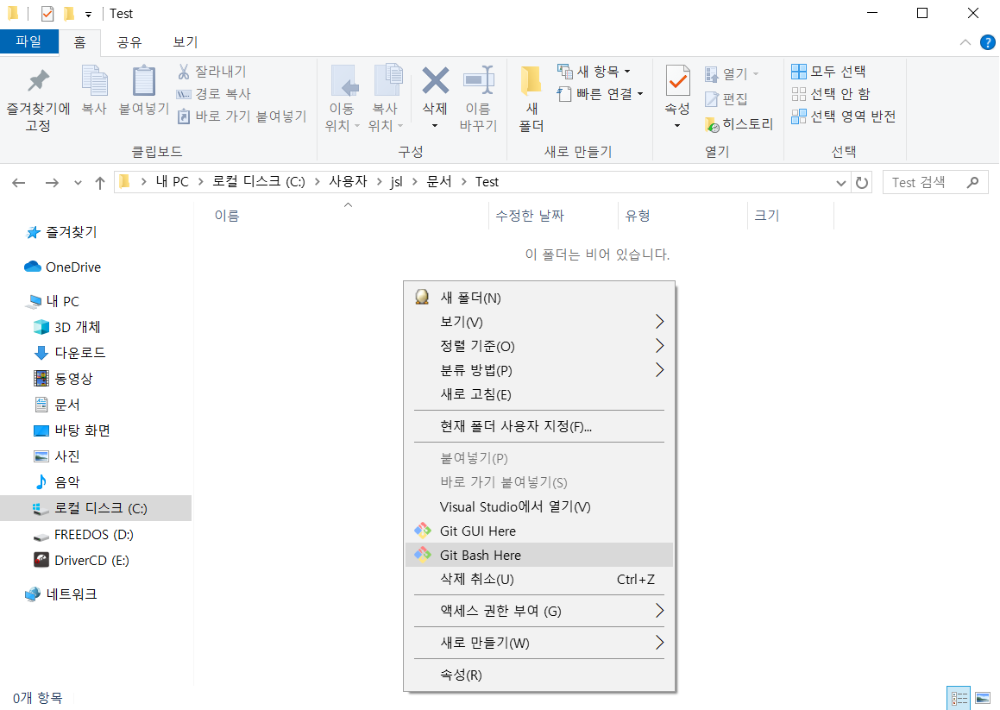 Test
파일 홈 공유 보기
즐겨찾기에 고정
복사
붙여넣기
잘라내기
경로 복사
바로 가기 붙여넣기
클립보드
이동 위치
복사 위치
삭제
이름 바꾸기
구성
새 폴더
새 항목
빠른 연결
새로 만들기
속성
열기
편집
히스토리
열기
모두 선택
선택 안 함
선택 영역 반전
선택
내 PC > 로컬 디스크 (C:) > 사용자 > jsl > 문서 > Test
Test 검색
이름 수정한 날짜 유형 크기
이 폴더는 비어 있습니다.
즐겨찾기
OneDrive
내 PC
3D 개체
다운로드
동영상
문서
바탕 화면
사진
음악
로컬 디스크 (C:)
FREEDOS (D:)
DriverCD (E:)
네트워크
새 폴더(N)
보기(V)
정렬 기준(O)
분류 방법(P)
새로 고침(E)
현재 폴더 사용자 지정(F)...
붙여넣기(P)
바로 가기 붙여넣기(S)
Visual Studio에서 열기(V)
Git GUI Here
Git Bash Here
삭제 취소(U) Ctrl+Z
액세스 권한 부여 (G)
새로 만들기(W)
속성(R)
0개 항목